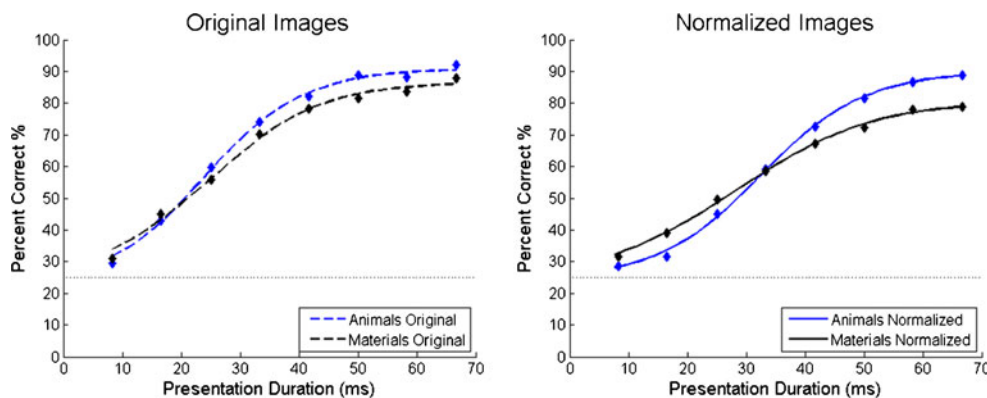 Original Images
Percent Correct %
100
90
80
70
60
50
40
30
20
10
0
0 10 20 30 40 50 60 70
Presentation Duration (ms)
Animals Original
Materials Original
Normalized Images
Percent Correct %
100
90
80
70
60
50
40
30
20
10
0
0 10 20 30 40 50 60 70
Presentation Duration (ms)
Animals Normalized
Materials Normalized